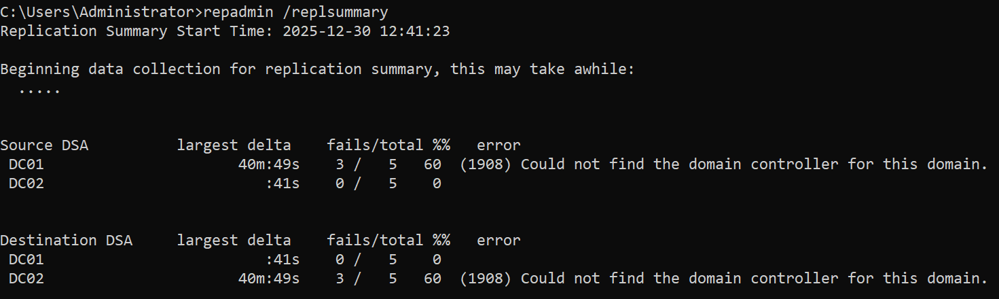 C:\Users\Administrator>repadmin /replsummary
Replication Summary Start Time: 2025-12-30 12:41:23
Beginning data collection for replication summary, this may take awhile:
.....
Source DSA          largest delta    fails/total %%   error
DC01                      40m:49s    3 /   5   60  (1908) Could not find the domain controller for this domain.
DC02                         :41s    0 /   5    0
Destination DSA     largest delta    fails/total %%   error
DC01                         :41s    0 /   5    0
DC02                      40m:49s    3 /   5   60  (1908) Could not find the domain controller for this domain.